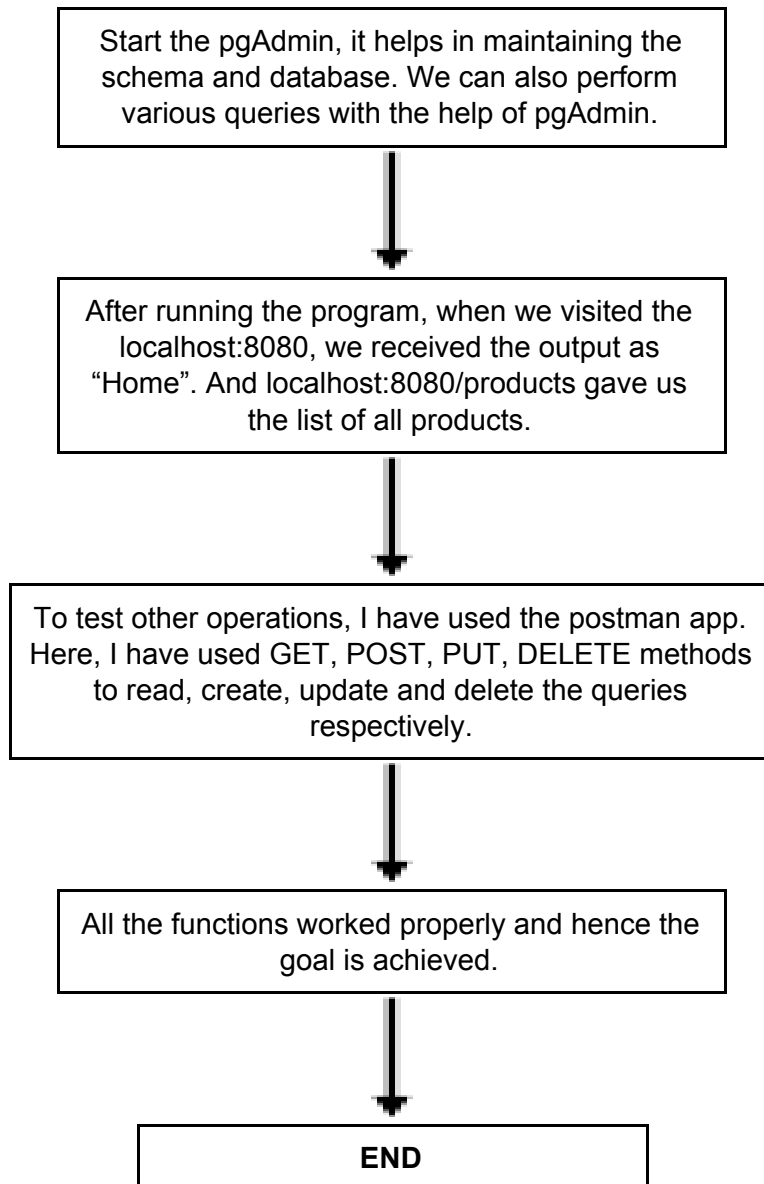 Start the pgAdmin, it helps in maintaining the
schema and database. We can also perform
various queries with the help of pgAdmin.
After running the program, when we visited the
localhost:8080, we received the output as
“Home”. And localhost:8080/products gave us
the list of all products.
To test other operations, I have used the postman app.
Here, I have used GET, POST, PUT, DELETE methods
to read, create, update and delete the queries
respectively.
All the functions worked properly and hence the
goal is achieved.
END